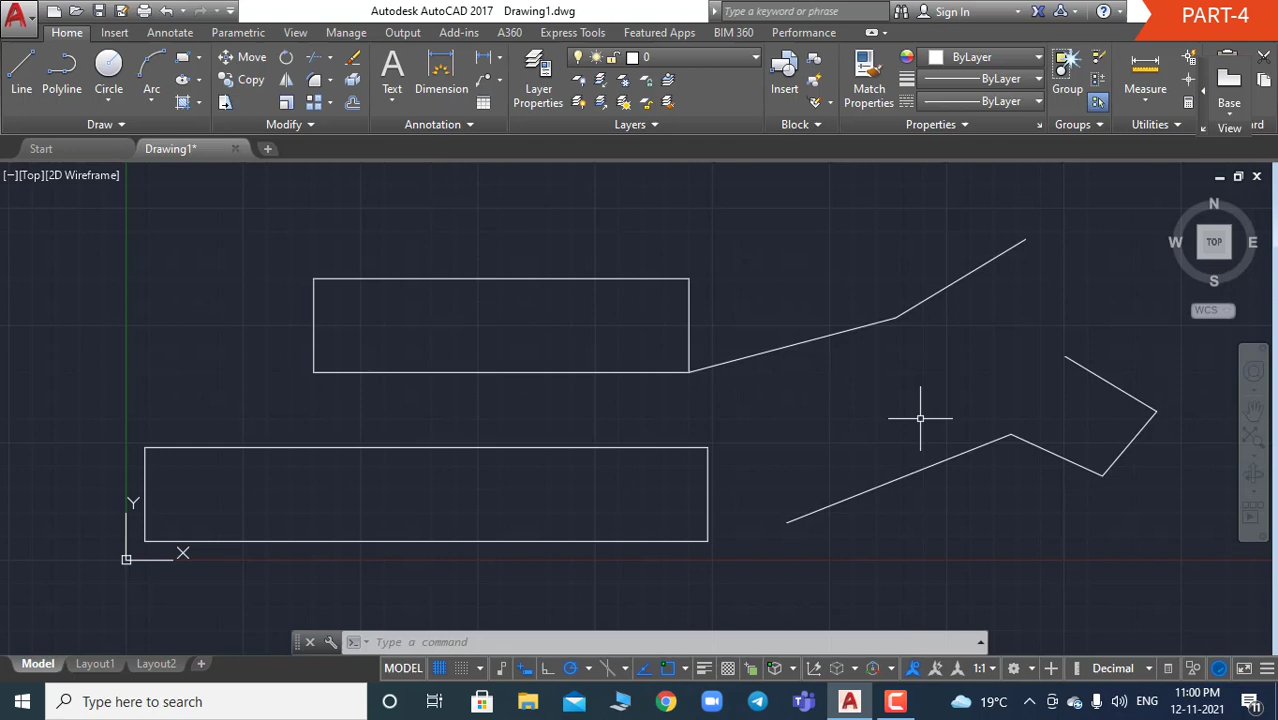 Autodesk AutoCAD 2017 Drawing1.dwg
Type a keyword or phrase
Sign In
PART-4
Home Insert Annotate Parametric View Manage Output Add-ins A360 Express Tools Featured Apps BIM 360 Performance
Move
Copy
Line Polyline Circle Arc
Text Dimension
Layer
Properties
0
Insert
Match
Properties
ByLayer
ByLayer
ByLayer
Group
Measure
Base
Draw Modify Annotation Layers Block Properties Groups Utilities View
Start Drawing1*
[−][Top][2D Wireframe]
N
W TOP E
S
WCS
Y
X
Type a command
Model Layout1 Layout2
MODEL 1:1 Decimal
Type here to search
19°C
ENG
11:00 PM
12-11-2021
11